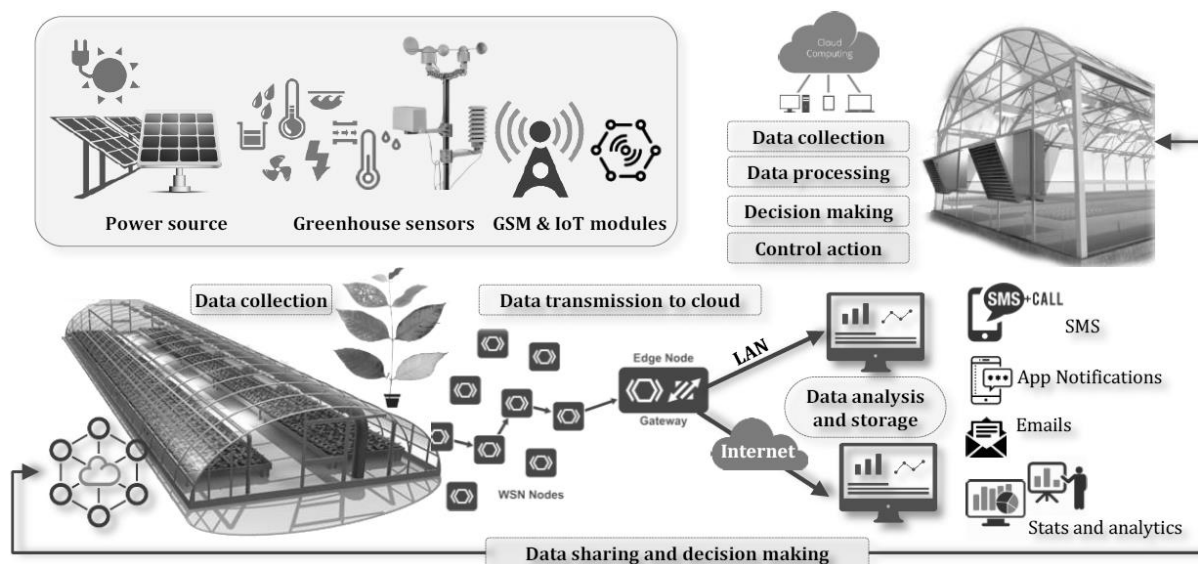 Power source
Greenhouse sensors
GSM & IoT modules
Cloud
Computing
Data collection
Data processing
Decision making
Control action
Data collection
Data transmission to cloud
WSN Nodes
Edge Node
Gateway
LAN
Internet
Data analysis
and storage
SMS+CALL
SMS
App Notifications
Emails
Stats and analytics
Data sharing and decision making